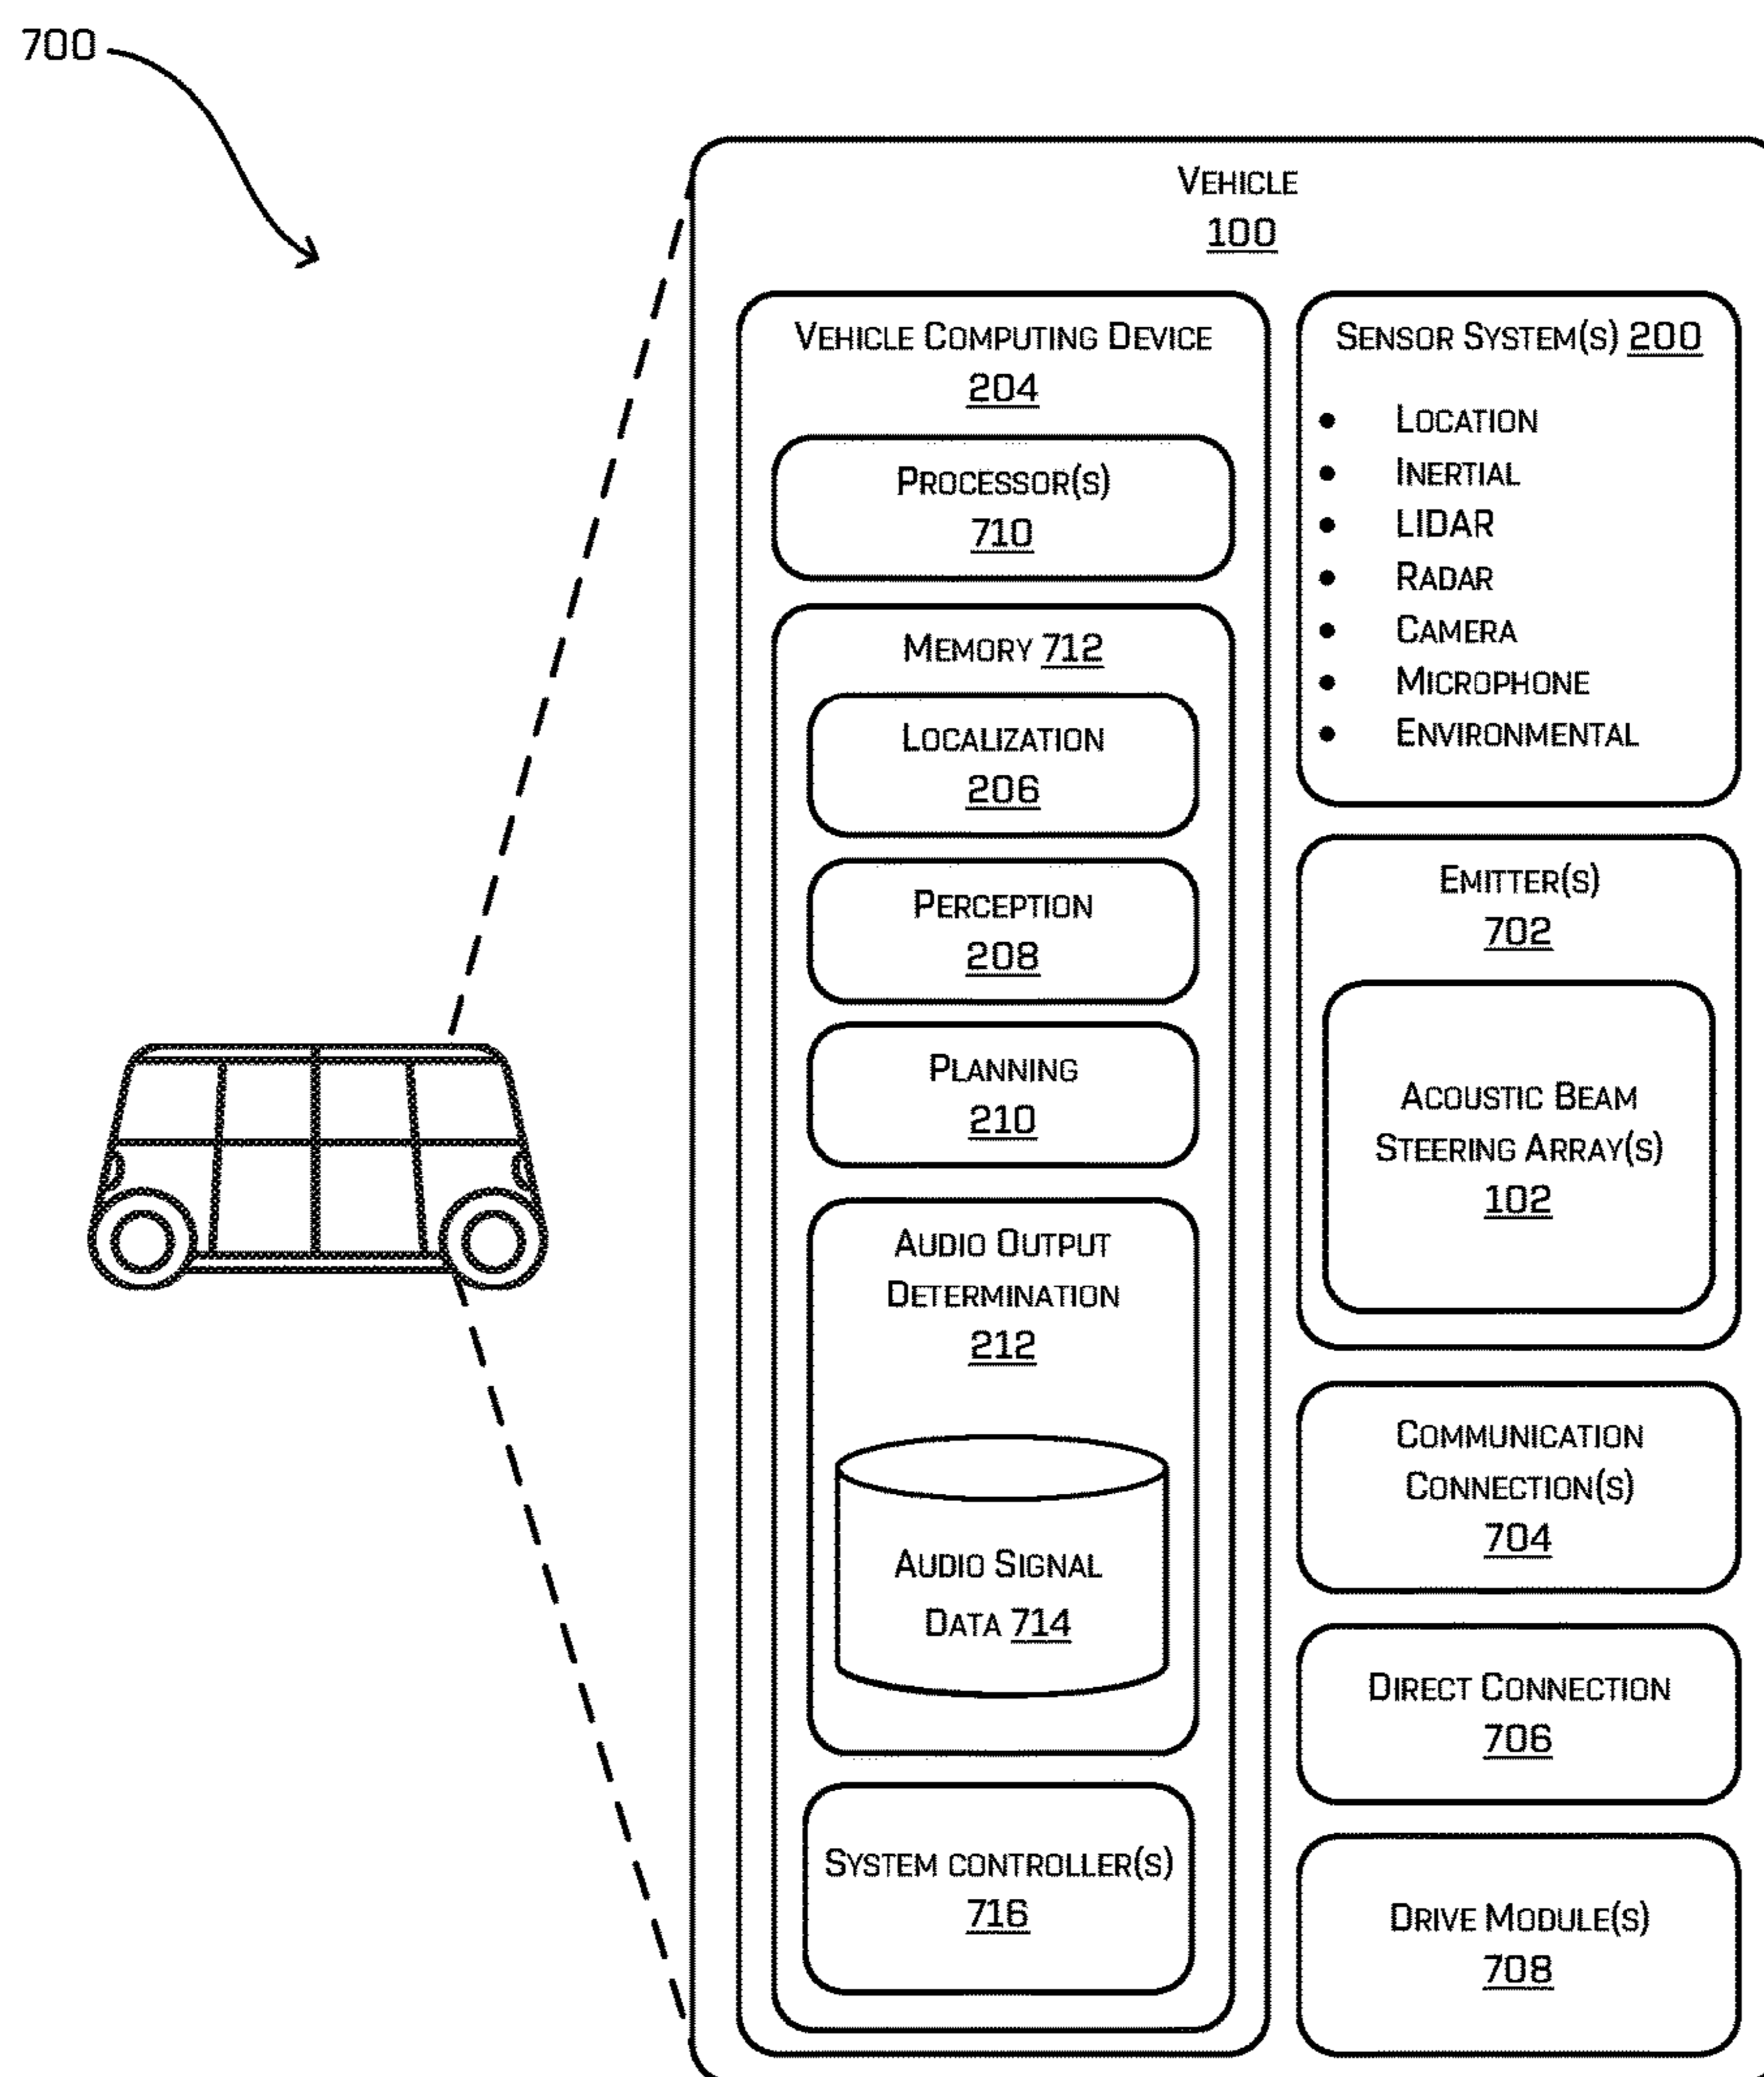 700
VEHICLE
100
VEHICLE COMPUTING DEVICE
204
PROCESSOR(S)
710
MEMORY 712
LOCALIZATION
206
PERCEPTION
208
PLANNING
210
AUDIO OUTPUT
DETERMINATION
212
AUDIO SIGNAL
DATA 714
SYSTEM CONTROLLER(S)
716
SENSOR SYSTEM(S) 200
• LOCATION
• INERTIAL
• LIDAR
• RADAR
• CAMERA
• MICROPHONE
• ENVIRONMENTAL
EMITTER(S)
702
ACOUSTIC BEAM
STEERING ARRAY(S)
102
COMMUNICATION
CONNECTION(S)
704
DIRECT CONNECTION
706
DRIVE MODULE(S)
708